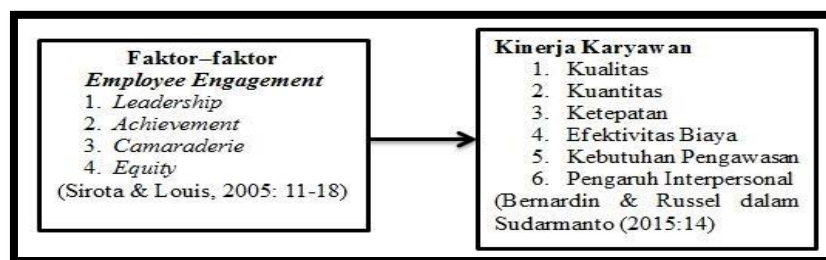 Faktor–faktor
Employee Engagement
1. Leadership
2. Achievement
3. Camaraderie
4. Equity
(Sirota & Louis, 2005: 11-18)
Kinerja Karyawan
1. Kualitas
2. Kuantitas
3. Ketepatan
4. Efektivitas Biaya
5. Kebutuhan Pengawasan
6. Pengaruh Interpersonal
(Bernardin & Russel dalam
Sudarmanto (2015:14)